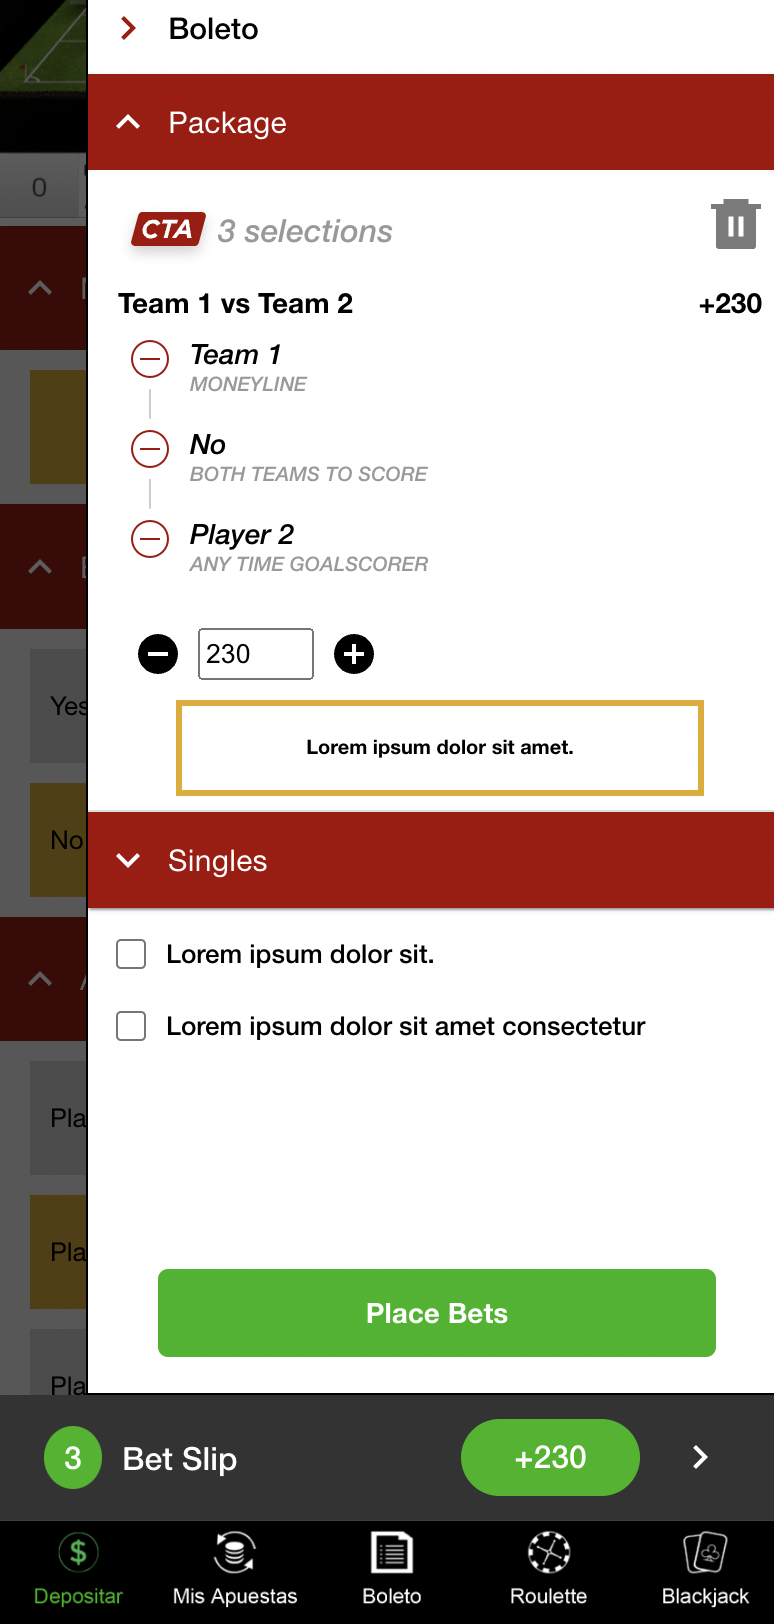 Boleto
Package
0
CTA 3 selections
Team 1 vs Team 2 +230
Team 1
MONEYLINE
No
BOTH TEAMS TO SCORE
Player 2
ANY TIME GOALSCORER
230
Lorem ipsum dolor sit amet.
Yes
No
Singles
Lorem ipsum dolor sit.
Lorem ipsum dolor sit amet consectetur
Pla
Pla
Place Bets
Pla
3 Bet Slip +230
$
Depositar Mis Apuestas Boleto Roulette Blackjack